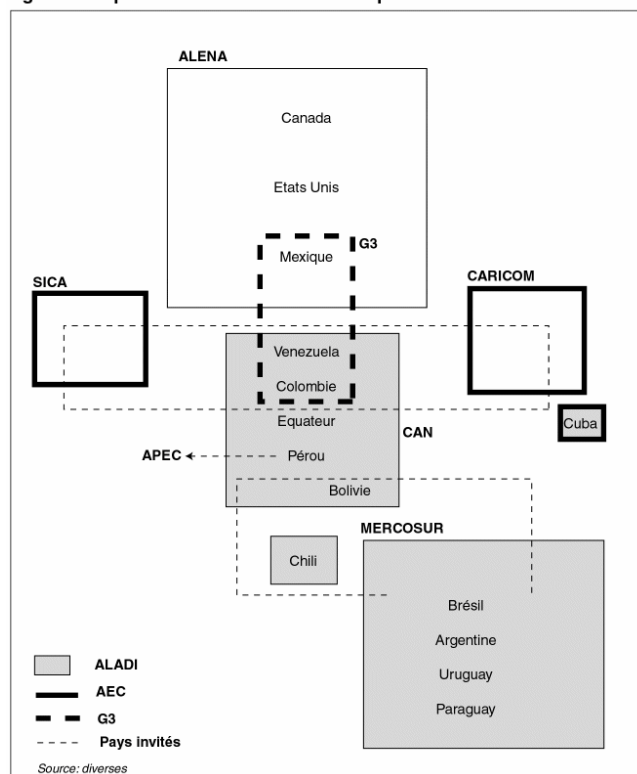 ALENA
Canada
Etats Unis
G3
Mexique
SICA
CARICOM
Venezuela
Colombie
Equateur
CAN
Cuba
APEC
Pérou
Bolivie
MERCOSUR
Chili
Brésil
Argentine
Uruguay
Paraguay
ALADI
AEC
G3
Pays invités
Source: diverses